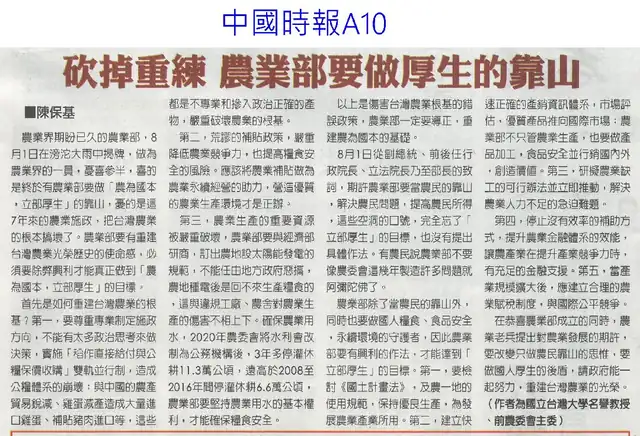 中國時報A10
砍掉重練 農業部要做厚生的靠山
■陳保基
農業界期盼已久的農業部，8
月1日在滂沱大雨中揭牌，做為
農業界的一員，憂喜參半，喜的
是終於有農業部要做「農為國本
，立部厚生」的靠山，憂的是這
7年來的農業施政，把台灣農業
的根本搞壞了。農業部要有重建
台灣農業光榮歷史的使命感，必
須要除弊興利才能真正做到「農
為國本，立部厚生」的目標。
首先是如何重建台灣農業的
根基？第一，要尊重專業制定施政
方向，不能有太多政治思考來做
決策，實施「稻作直接給付與公
糧保價收購」雙軌並行制，造成
公糧體系的崩壞；與中國的農產
貿易銳減、雞蛋減產造成大量進
口雞蛋、補貼豬肉進口等，這些
都是不專業和摻入政治正確的產
物，嚴重破壞農業的根基。
第二，荒謬的補貼政策，嚴重
降低農業競爭力，也提高糧食安
全的風險。應該將農業補貼做為
農業永續經營的助力，營造優質
的農業生產環境才是正辦。
第三，農業生產的重要資源
被嚴重破壞，農業部要與經濟部
研商，訂出農地設太陽能發電的
規範，不能任由地方政府惡搞，
農地種電後是回不來生產糧食的
，這與違規工廠、農舍對農業生
產的傷害不相上下。確保農業用
水，2020年農委會將水利會改
制為公務機構後，3年多停灌休
耕11.3萬公頃，遠高於2008至
2016年間停灌休耕6.6萬公頃，
農業部要堅持農業用水的基本權
利，才能確保糧食安全。
以上是傷害台灣農業根基的錯
誤政策，農業部一定要導正，重
建農為國本的基礎。
8月1日從副總統、前後任行
政院長、立法院長乃至部長的致
詞，期許農業部要當農民的靠山
，解決農民問題，提高農民所得
，這些空洞的口號，完全忘了「
立部厚生」的目標，也沒有提出
具體作法。有農民說農業部不要
像農委會這幾年製造許多問題就
阿彌陀佛了。
農業部除了當農民的靠山外，
同時也要做國人糧食、食品安全
，永續環境的守護者，因此農業
部要有興利的作法，才能達到「
立部厚生」的目標。第一，要檢
討《國土計畫法》，及農一地的
使用規範，保持優良生產，為發
展農業產業所用。第二，建立快
速正確的產銷資訊體系，市場評
估，優質產品推向國際市場；農
業部不只管農業生產，也要做產
品加工，食品安全並行銷國內外
，創造價值。第三，研擬農業缺
工的可行辦法並立即推動，解決
農業人力不足的急迫難題。
第四，停止沒有效率的補助方
式，提升農業金融體系的效能，
讓農產業在提升產業競爭力時，
有充足的金融支援。第五，當產
業規模擴大後，應建立合理的農
業賦稅制度，與國際公平競爭。
在恭喜農業部成立的同時，農
業老兵提出對農業發展的期許，
要改變只做農民靠山的思惟，要
做國人厚生的後盾，請政府能一
起努力，重建台灣農業的光榮。
（作者為國立台灣大學名譽教授
、前農委會主委）